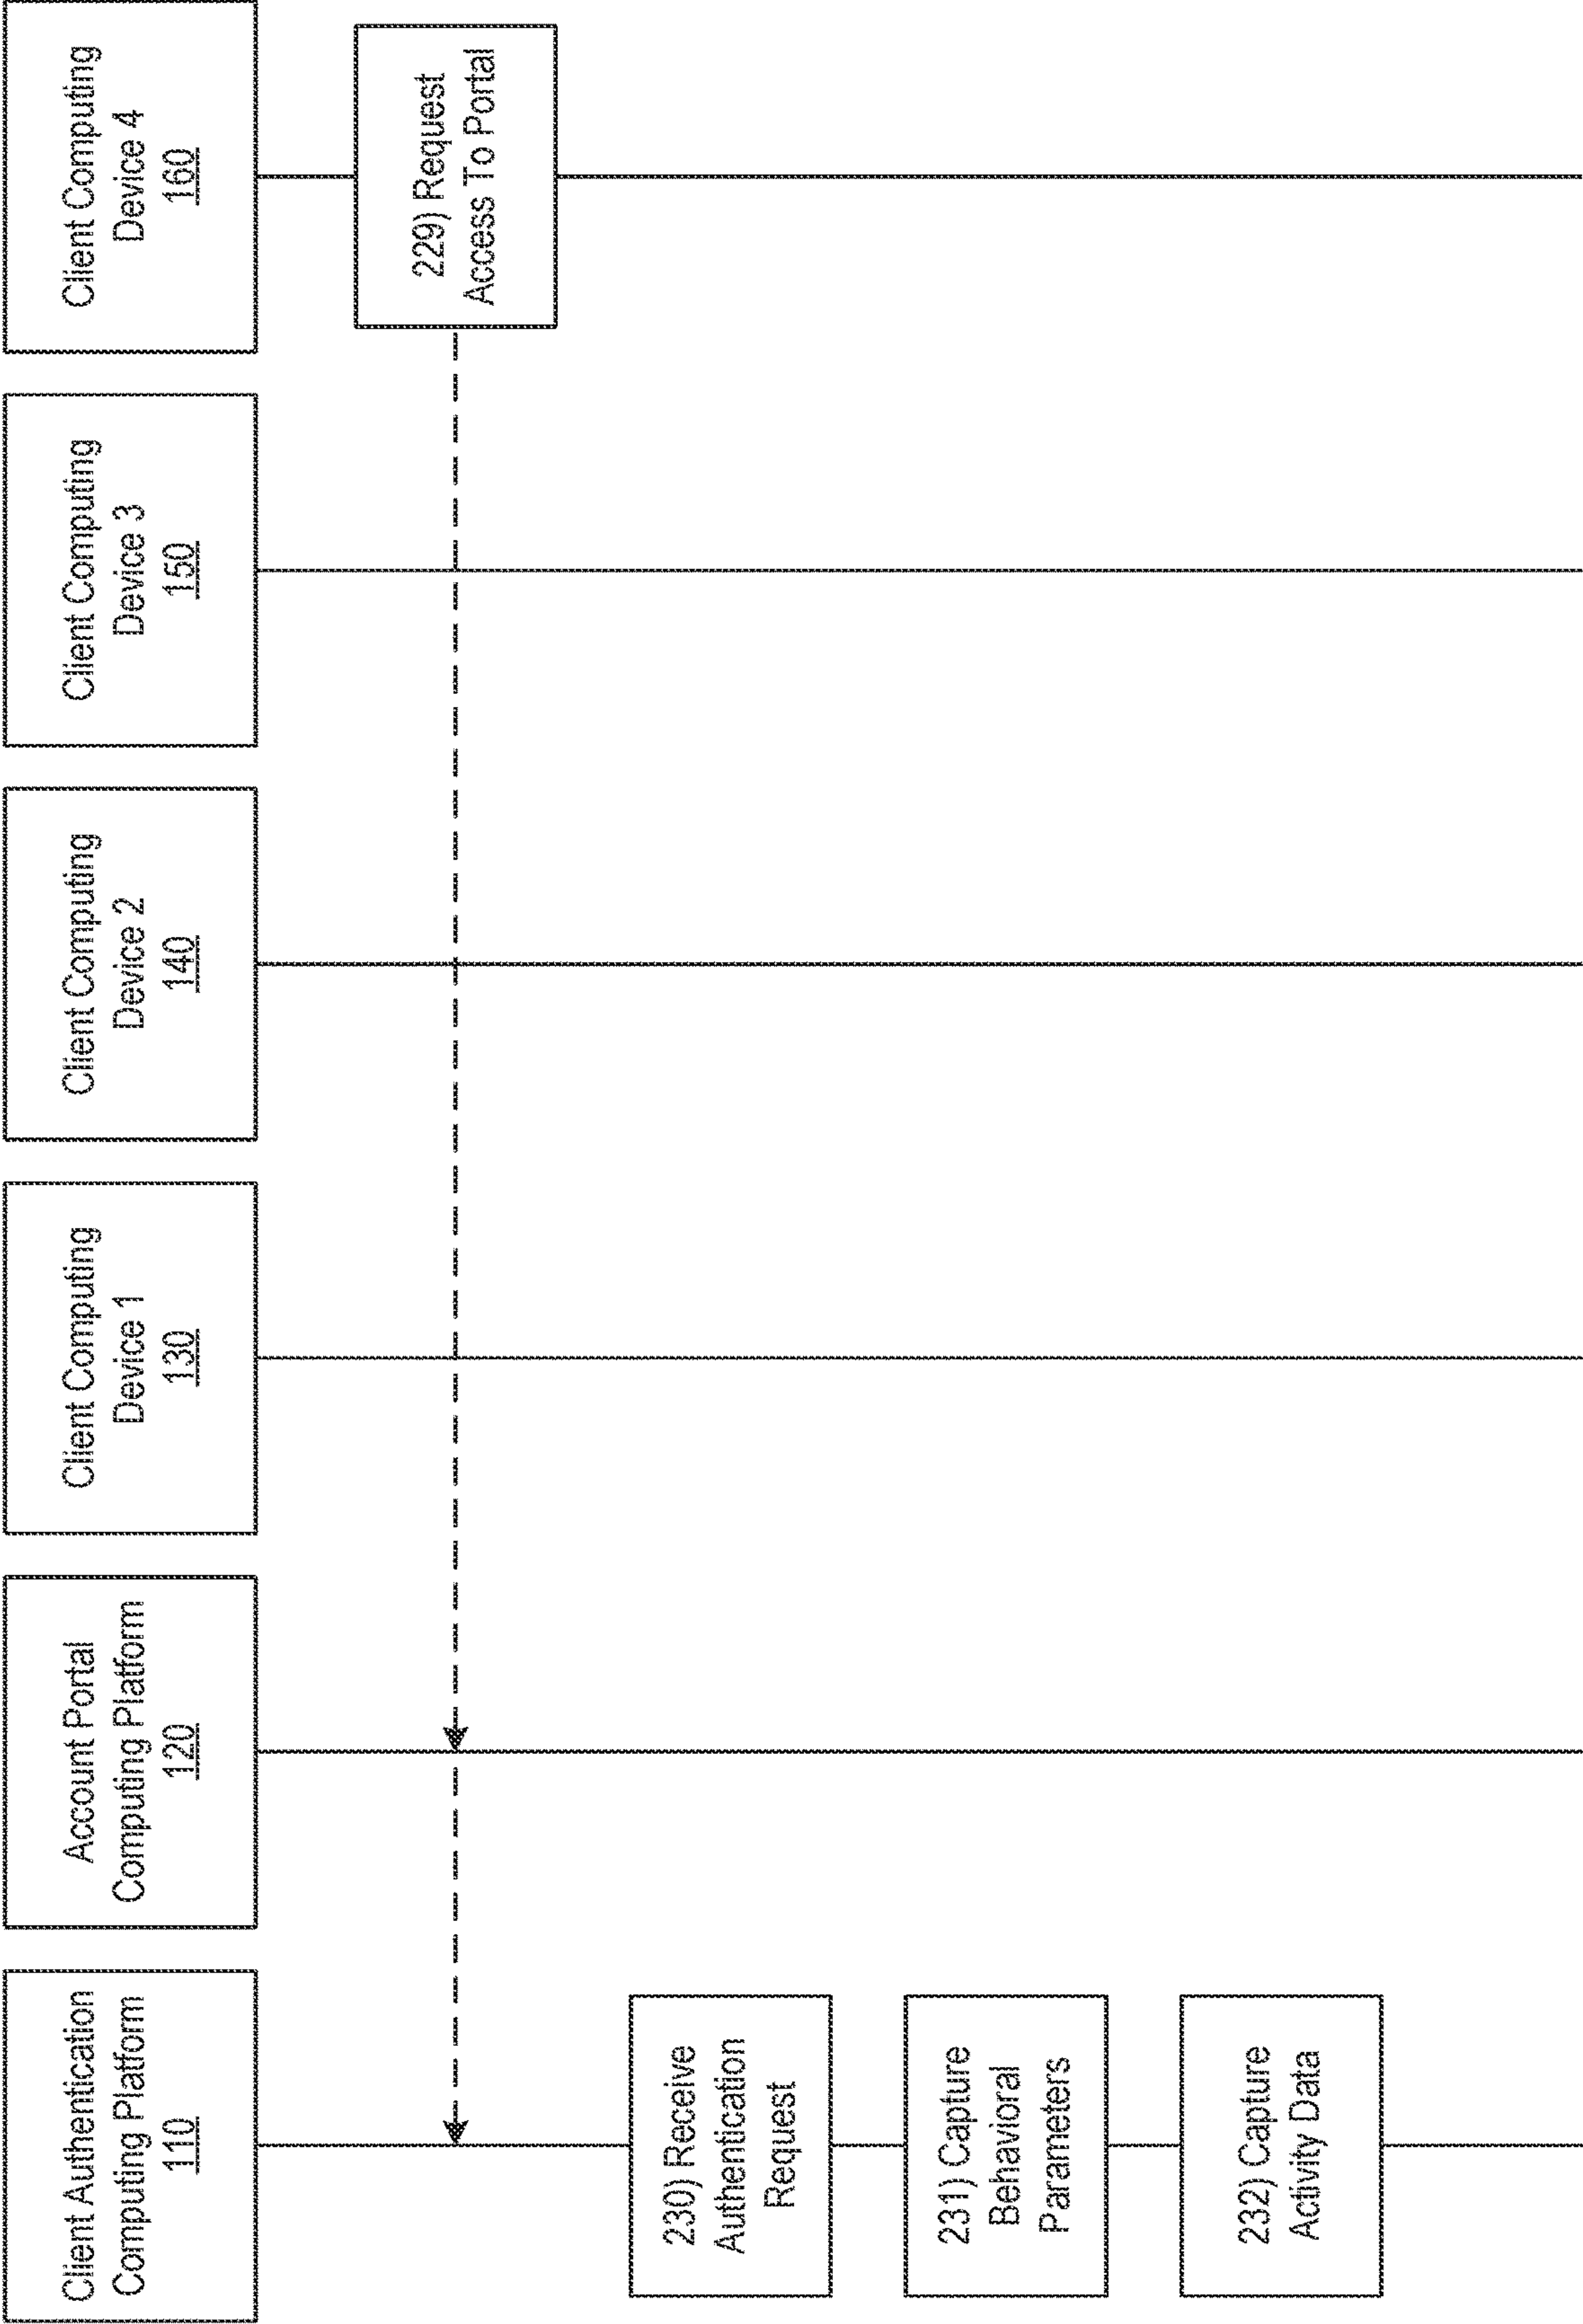 Client Authentication
Computing Platform
110
Account Portal
Computing Platform
120
Client Computing
Device 1
130
Client Computing
Device 2
140
Client Computing
Device 3
150
Client Computing
Device 4
160
229) Request
Access To Portal
230) Receive
Authentication
Request
231) Capture
Behavioral
Parameters
232) Capture
Activity Data